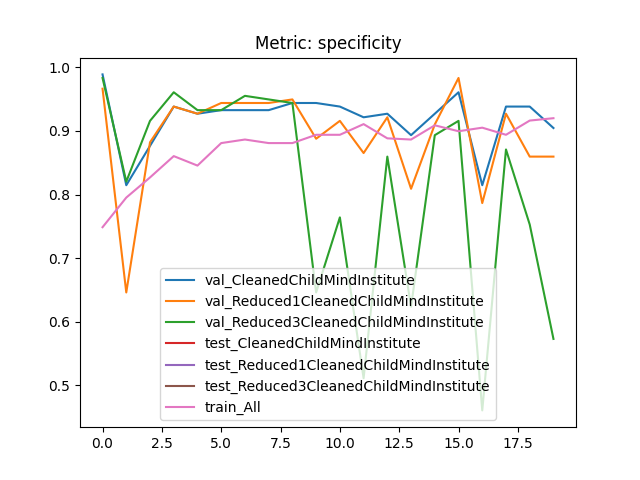 Metric: specificity
1.0
0.9
0.8
0.7
0.6
0.5
val_CleanedChildMindInstitute
val_Reduced1CleanedChildMindInstitute
val_Reduced3CleanedChildMindInstitute
test_CleanedChildMindInstitute
test_Reduced1CleanedChildMindInstitute
test_Reduced3CleanedChildMindInstitute
train_All
0.0 2.5 5.0 7.5 10.0 12.5 15.0 17.5